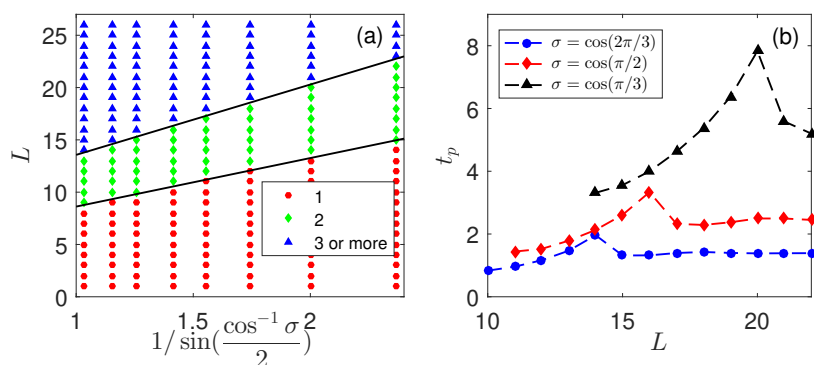 (a)
L
25
20
15
10
5
0
1
1.5
2
1/ sin(cos⁻¹ σ/2)
1
2
3 or more
(b)
t_p
8
6
4
2
0
10
15
20
L
σ = cos(2π/3)
σ = cos(π/2)
σ = cos(π/3)